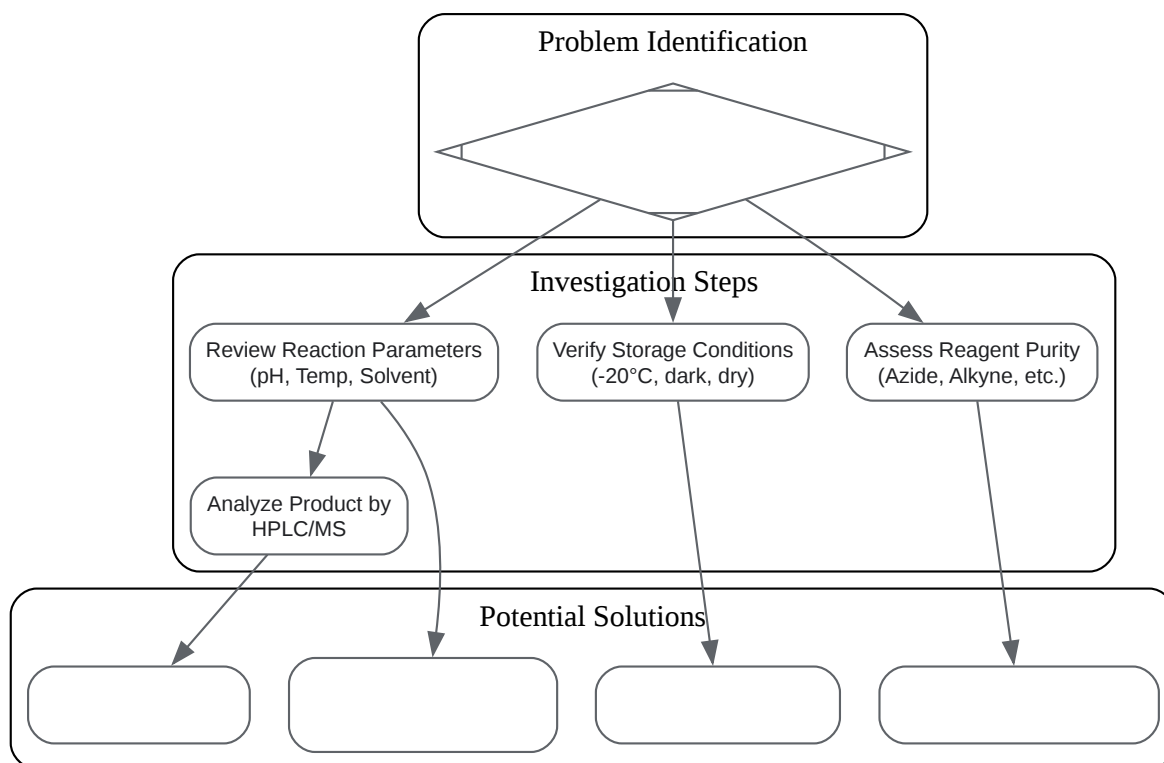 Problem Identification
Investigation Steps
Review Reaction Parameters
(pH, Temp, Solvent)
Verify Storage Conditions
(-20°C, dark, dry)
Assess Reagent Purity
(Azide, Alkyne, etc.)
Analyze Product by
HPLC/MS
Potential Solutions